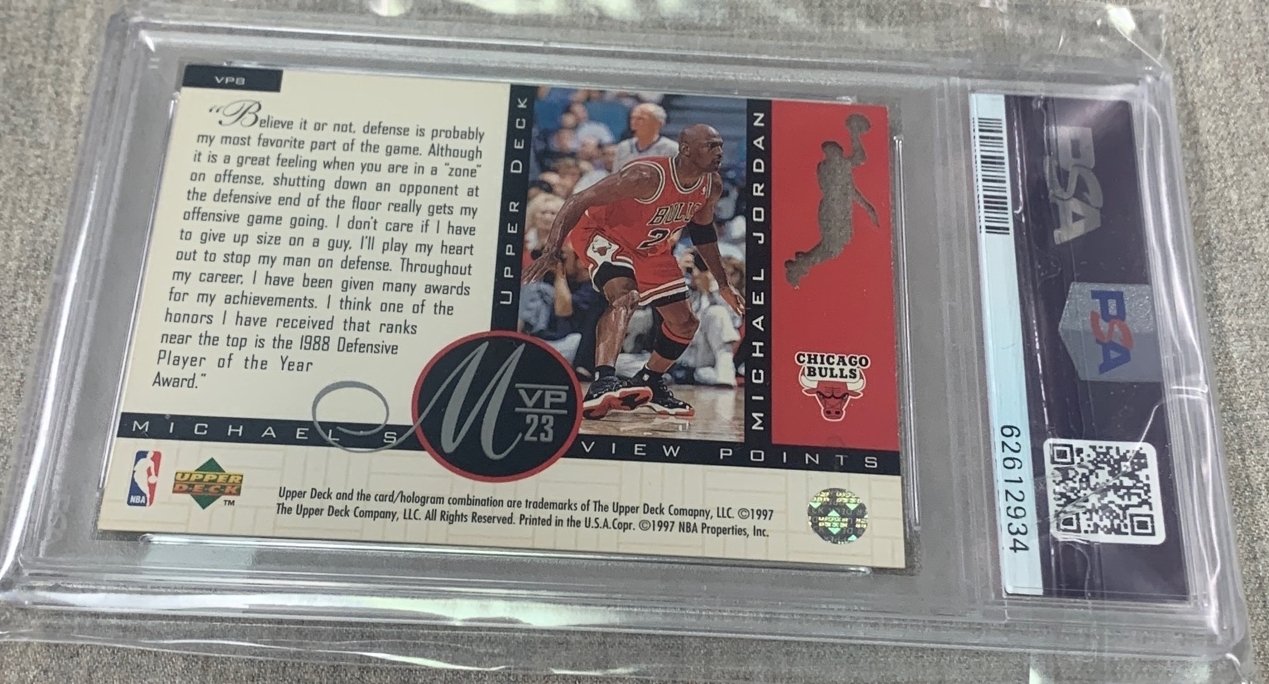 VP8
"Believe it or not, defense is probably
my most favorite part of the game. Although
it is a great feeling when you are in a "zone"
on offense, shutting down an opponent at
the defensive end of the floor really gets my
offensive game going. I don't care if I have
to give up size on a guy, I'll play my heart
out to stop my man on defense. Throughout
my career, I have been given many awards
for my achievements. I think one of the
honors I have received that ranks
near the top is the 1988 Defensive
Player of the Year
Award."
UPPER DECK
BULLS
23
MICHAEL JORDAN
CHICAGO
BULLS
MICHAEL'S
M
VP
23
VIEW POINTS
NBA
UPPER
DECK
TM
Upper Deck and the card/hologram combination are trademarks of The Upper Deck Comapny, LLC. ©1997
The Upper Deck Company, LLC. All Rights Reserved. Printed in the U.S.A.Copr. ©1997 NBA Properties, Inc.
PSA
PSA
62612934